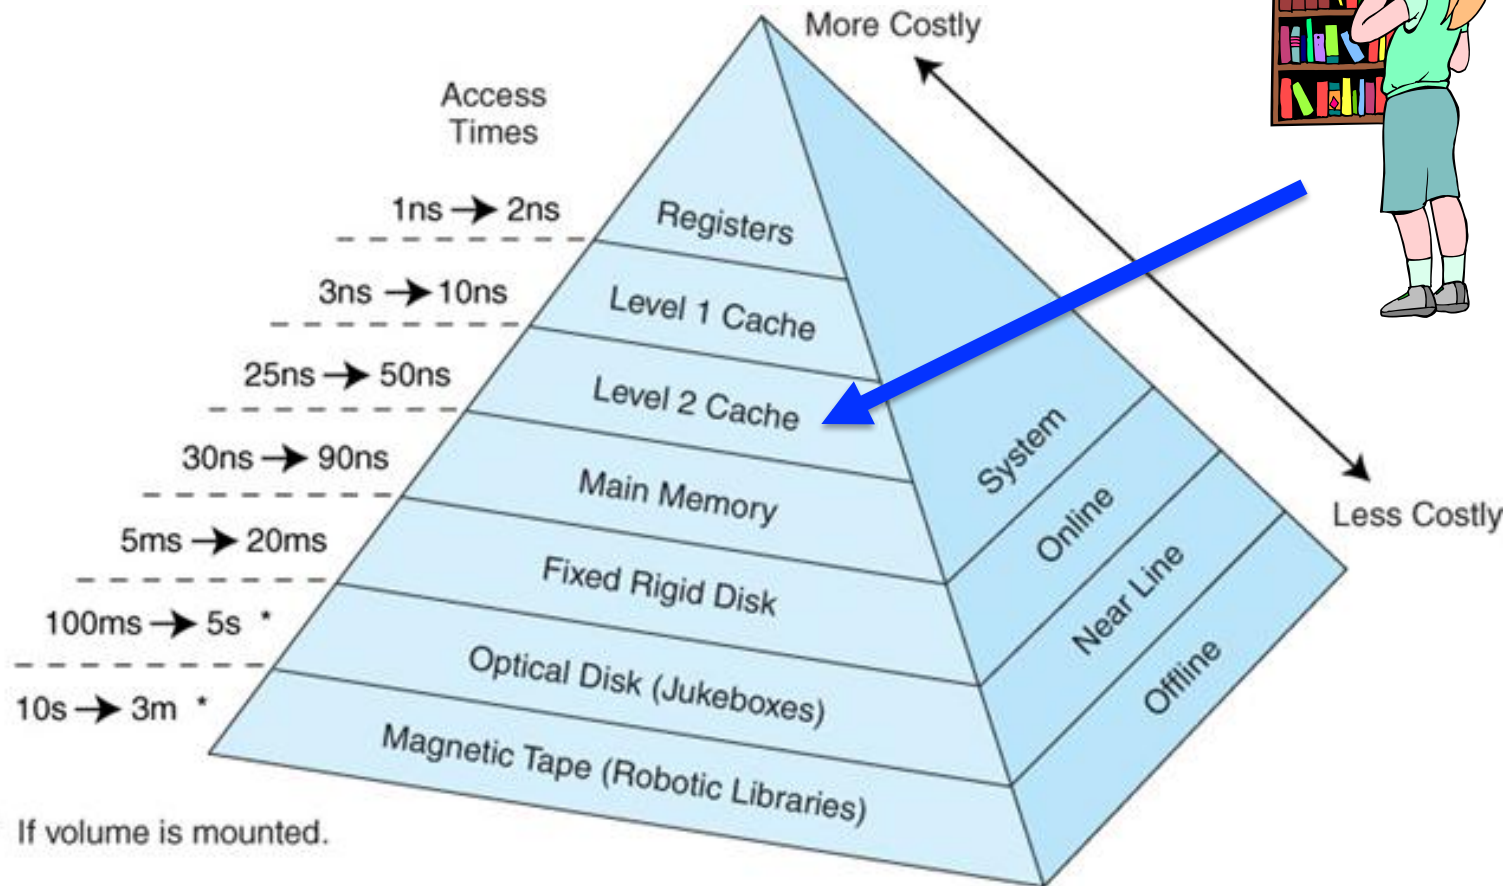 More Costly
Access
Times
1ns → 2ns
Registers
3ns → 10ns
Level 1 Cache
25ns → 50ns
Level 2 Cache
30ns → 90ns
Main Memory
System
5ms → 20ms
Fixed Rigid Disk
Online
Less Costly
100ms → 5s *
Optical Disk (Jukeboxes)
Near Line
10s → 3m *
Magnetic Tape (Robotic Libraries)
Offline
If volume is mounted.